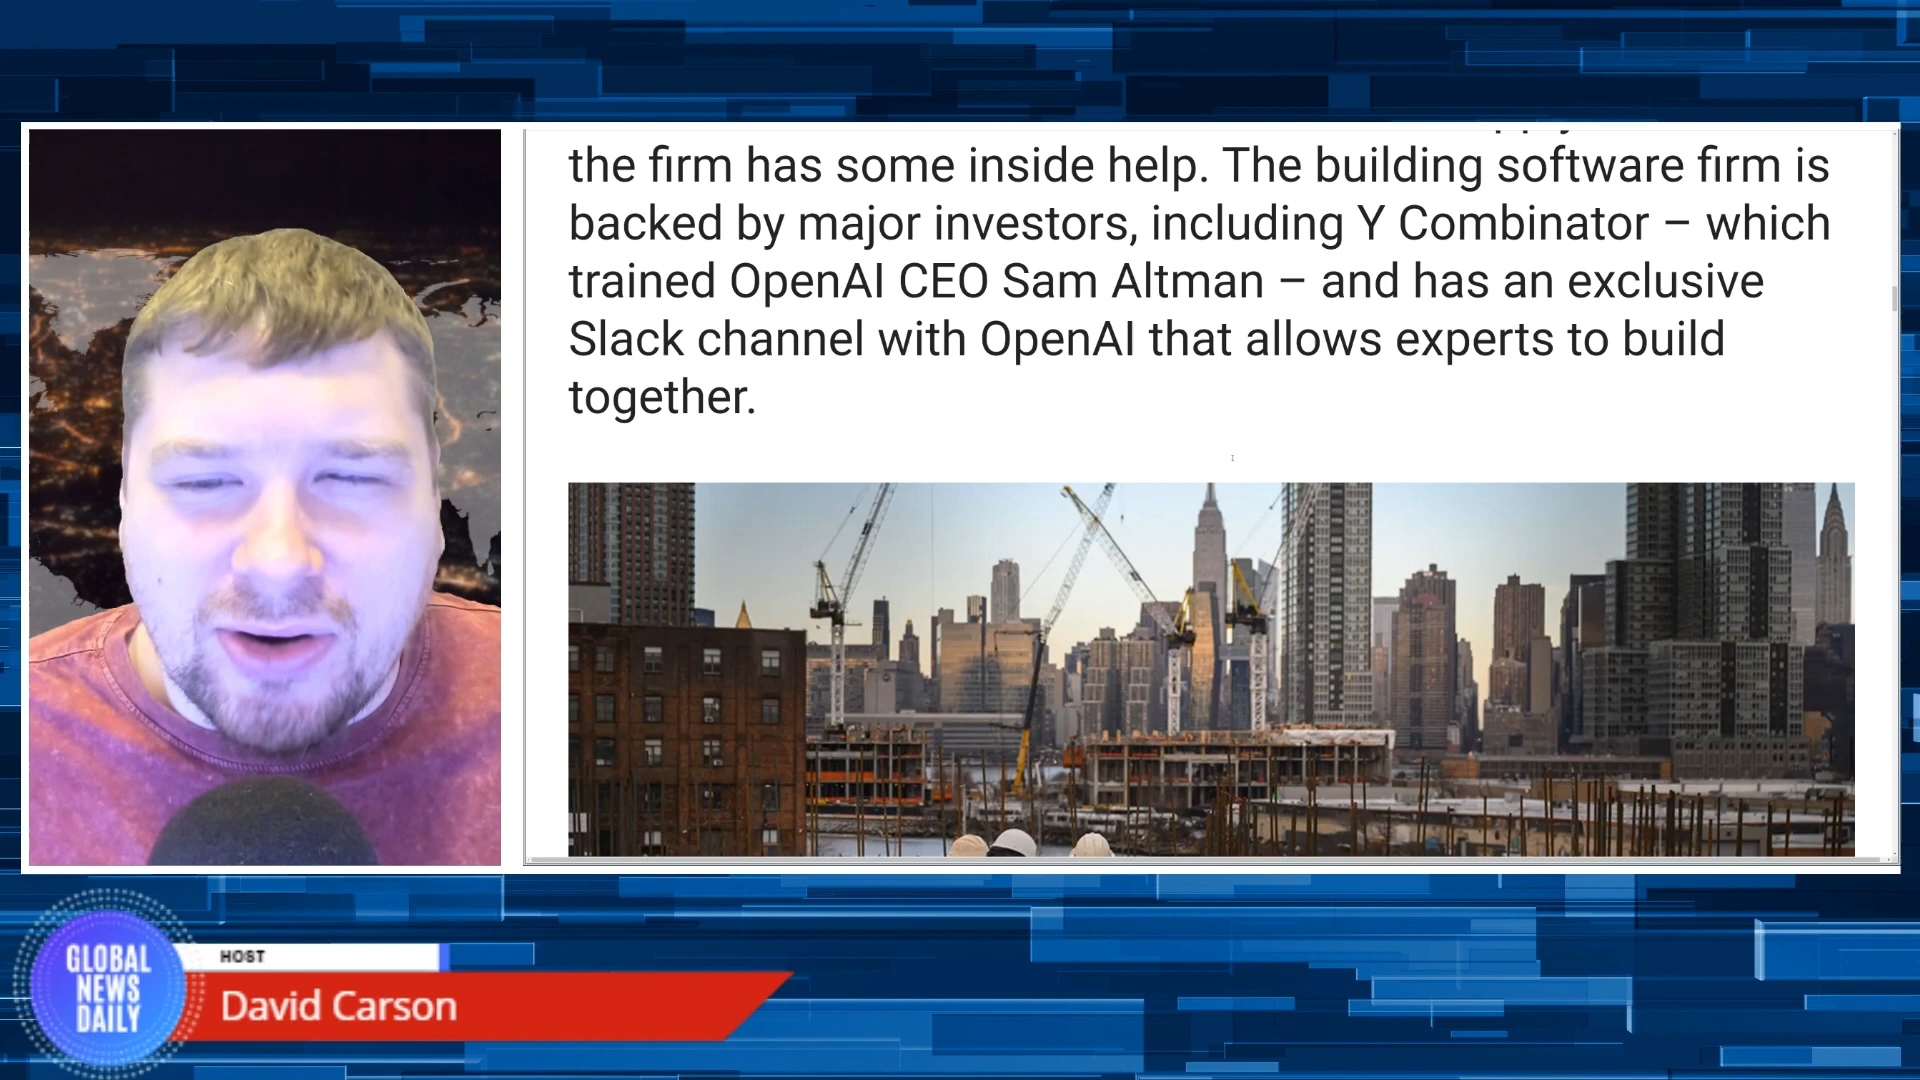 the firm has some inside help. The building software firm is
backed by major investors, including Y Combinator – which
trained OpenAI CEO Sam Altman – and has an exclusive
Slack channel with OpenAI that allows experts to build
together.
GLOBAL
NEWS
DAILY
HOST
David Carson